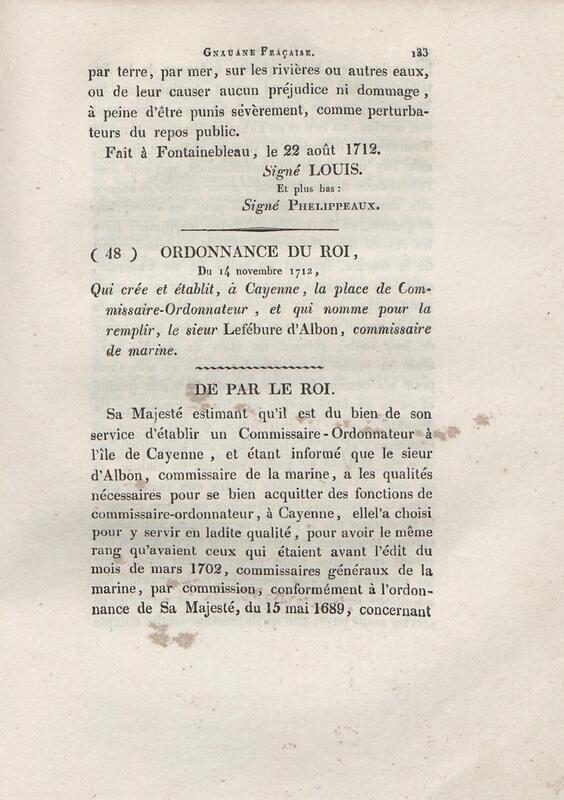 GNAUANE FRAÇAISE. 133
par terre, par mer, sur les rivières ou autres eaux,
ou de leur causer aucun préjudice ni dommage,
à peine d'être punis sévèrement, comme perturba-
teurs du repos public.
Fait à Fontainebleau, le 22 août 1712.
Signé LOUIS.
Et plus bas:
Signé PHELIPPEAUX.
( 48 ) ORDONNANCE DU ROI,
Du 14 novembre 1712,
Qui crée et établit, à Cayenne, la place de Com-
missaire-Ordonnateur, et qui nomme pour la
remplir, le sieur Lefébure d'Albon, commissaire
de marine.
DE PAR LE ROI.
Sa Majesté estimant qu'il est du bien de son
service d'établir un Commissaire-Ordonnateur à
l'île de Cayenne, et étant informé que le sieur
d'Albon, commissaire de la marine, a les qualités
nécessaires pour se bien acquitter des fonctions de
commissaire-ordonnateur, à Cayenne, ellel'a choisi
pour y servir en ladite qualité, pour avoir le même
rang qu'avaient ceux qui étaient avant l'édit du
mois de mars 1702, commissaires généraux de la
marine, par commission, conformément à l'ordon-
nance de Sa Majesté, du 15 mai 1689, concernant